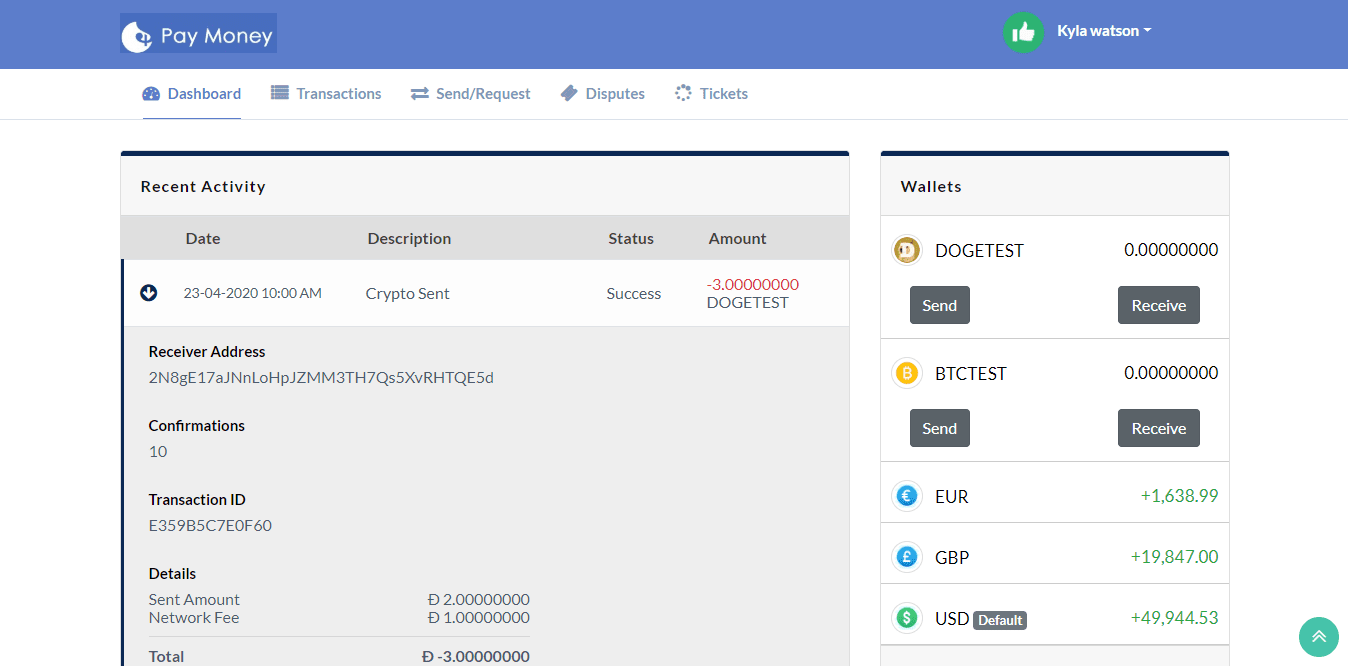 Pay Money
Kyla watson
Dashboard Transactions Send/Request Disputes Tickets
Recent Activity
Date Description Status Amount
23-04-2020 10:00 AM Crypto Sent Success -3.00000000
DOGETEST
Receiver Address
2N8gE17aJNnLoHpJZMM3TH7Qs5XvRHTQE5d
Confirmations
10
Transaction ID
E359B5C7E0F60
Details
Sent Amount Ð 2.00000000
Network Fee Ð 1.00000000
Total Ð -3.00000000
Wallets
DOGETEST 0.00000000
Send Receive
BTCTEST 0.00000000
Send Receive
EUR +1,638.99
GBP +19,847.00
USD Default +49,944.53